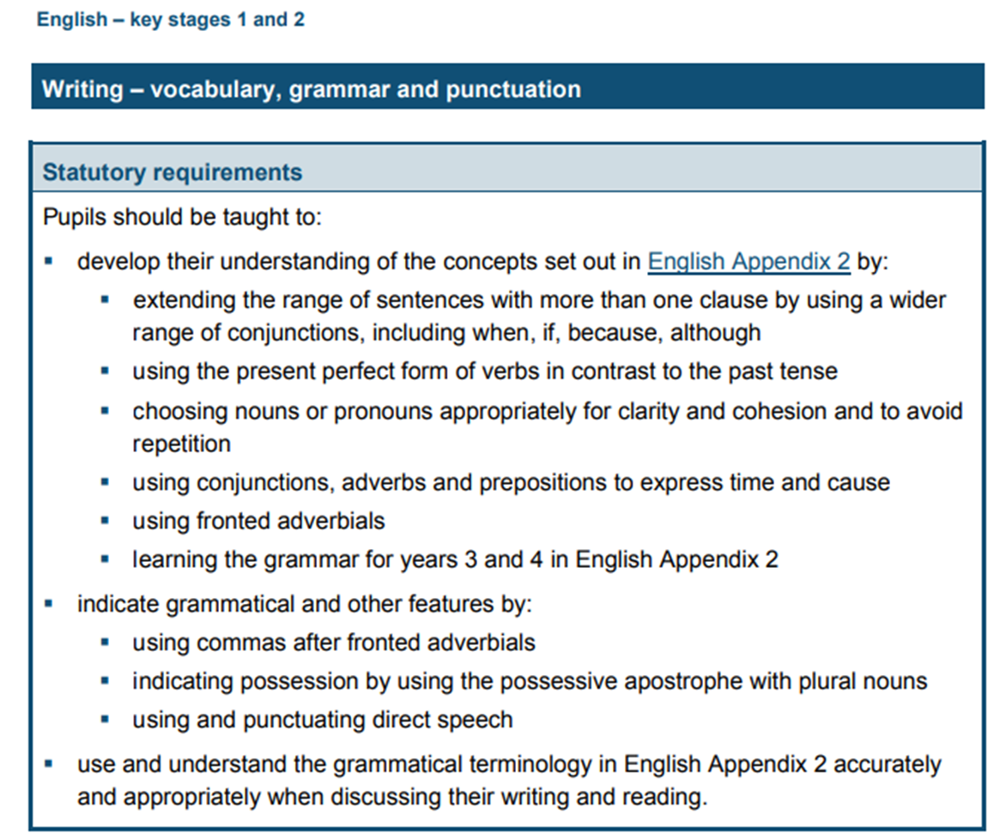 English – key stages 1 and 2
Writing – vocabulary, grammar and punctuation
Statutory requirements
Pupils should be taught to:
▪ develop their understanding of the concepts set out in English Appendix 2 by:
▪ extending the range of sentences with more than one clause by using a wider
range of conjunctions, including when, if, because, although
▪ using the present perfect form of verbs in contrast to the past tense
▪ choosing nouns or pronouns appropriately for clarity and cohesion and to avoid
repetition
▪ using conjunctions, adverbs and prepositions to express time and cause
▪ using fronted adverbials
▪ learning the grammar for years 3 and 4 in English Appendix 2
▪ indicate grammatical and other features by:
▪ using commas after fronted adverbials
▪ indicating possession by using the possessive apostrophe with plural nouns
▪ using and punctuating direct speech
▪ use and understand the grammatical terminology in English Appendix 2 accurately
and appropriately when discussing their writing and reading.